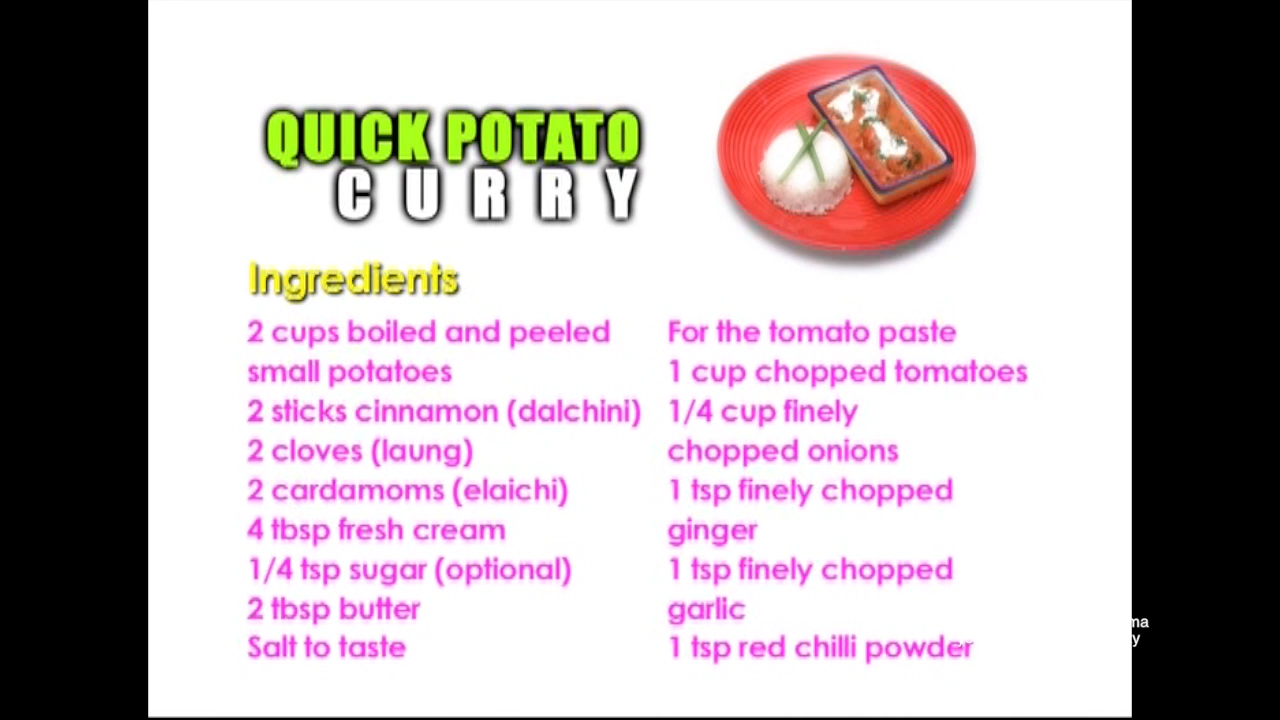 QUICK POTATO
CURRY
Ingredients
2 cups boiled and peeled
small potatoes
2 sticks cinnamon (dalchini)
2 cloves (laung)
2 cardamoms (elaichi)
4 tbsp fresh cream
1/4 tsp sugar (optional)
2 tbsp butter
Salt to taste
For the tomato paste
1 cup chopped tomatoes
1/4 cup finely
chopped onions
1 tsp finely chopped
ginger
1 tsp finely chopped
garlic
1 tsp red chilli powder